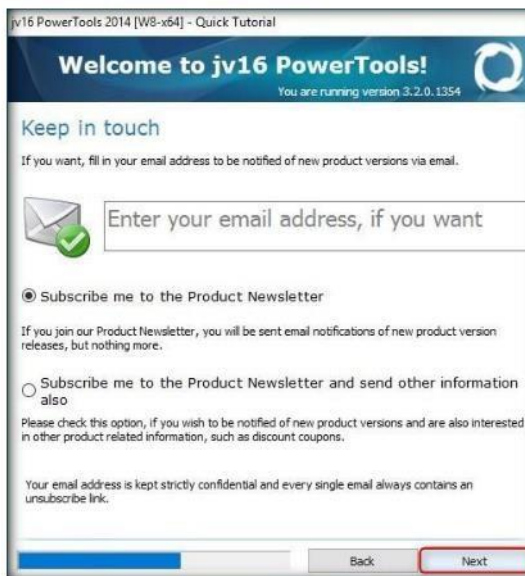 jv16 PowerTools 2014 [W8-x64] - Quick Tutorial
Welcome to jv16 PowerTools!
You are running version 3.2.0.1354
Keep in touch
If you want, fill in your email address to be notified of new product versions via email.
Enter your email address, if you want
Subscribe me to the Product Newsletter
If you join our Product Newsletter, you will be sent email notifications of new product version
releases, but nothing more.
Subscribe me to the Product Newsletter and send other information
also
Please check this option, if you wish to be notified of new product versions and are also interested
in other product related information, such as discount coupons.
Your email address is kept strictly confidential and every single email always contains an
unsubscribe link.
Back
Next